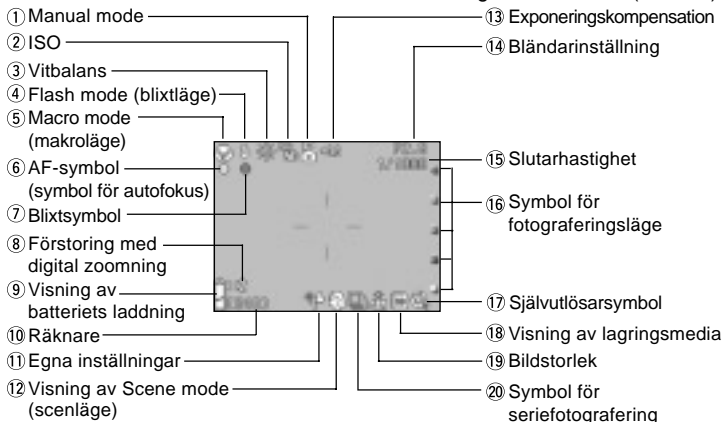 ① Manual mode
② ISO
③ Vitbalans
④ Flash mode (blixtläge)
⑤ Macro mode
(makroläge)
⑥ AF-symbol
(symbol för autofokus)
⑦ Blixtsymbol
⑧ Förstoring med
digital zoomning
⑨ Visning av
batteriets laddning
⑩ Räknare
⑪ Egna inställningar
⑫ Visning av Scene mode
(scenläge)
⑬ Exponeringskompensation
⑭ Bländarinställning
⑮ Slutarhastighet
⑯ Symbol för
fotograferingsläge
⑰ Självutlösarsymbol
⑱ Visning av lagringsmedia
⑲ Bildstorlek
⑳ Symbol för
seriefotografering